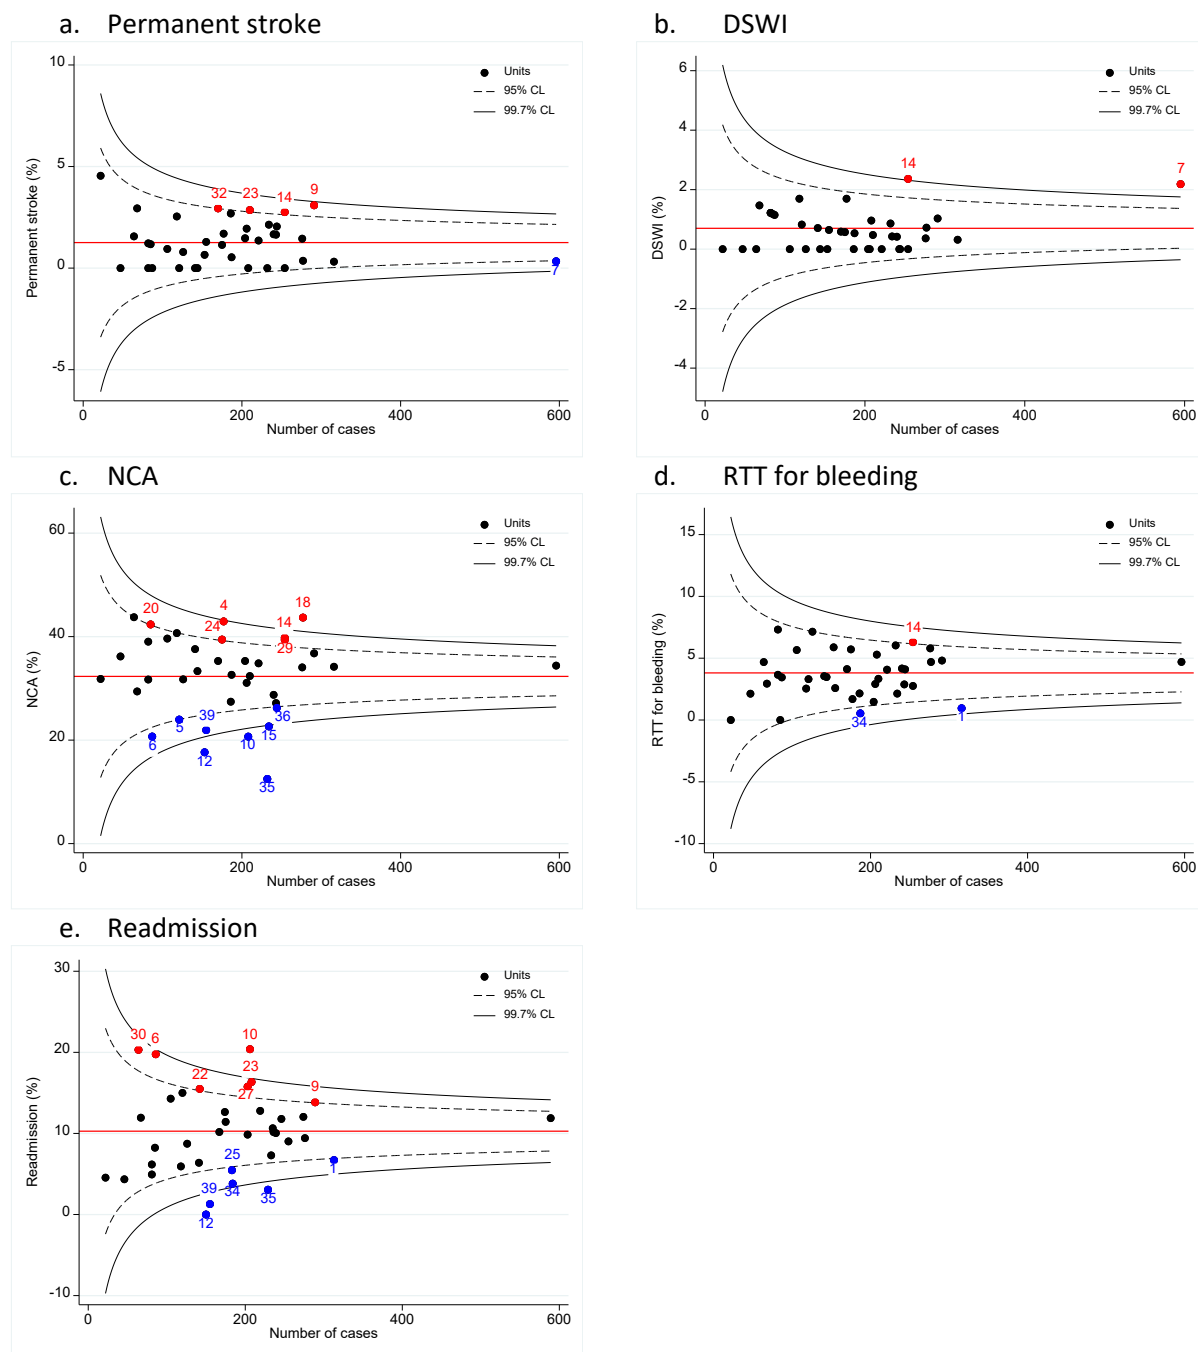 a. Permanent stroke
Permanent stroke (%)
10
5
0
-5
Units
95% CL
99.7% CL
32
23
14
9
7
0
200
400
600
Number of cases
b. DSWI
DSWI (%)
6
4
2
0
-2
-4
Units
95% CL
99.7% CL
14
7
0
200
400
600
Number of cases
c. NCA
NCA (%)
60
40
20
0
Units
95% CL
99.7% CL
20
4
24
14
29
18
6
5
39
12
10
15
36
35
0
200
400
600
Number of cases
d. RTT for bleeding
RTT for bleeding (%)
15
10
5
0
-5
-10
Units
95% CL
99.7% CL
14
34
1
0
200
400
600
Number of cases
e. Readmission
Readmission (%)
30
20
10
0
-10
Units
95% CL
99.7% CL
30
6
10
22
23
27
9
25
34
39
12
35
1
0
200
400
600
Number of cases